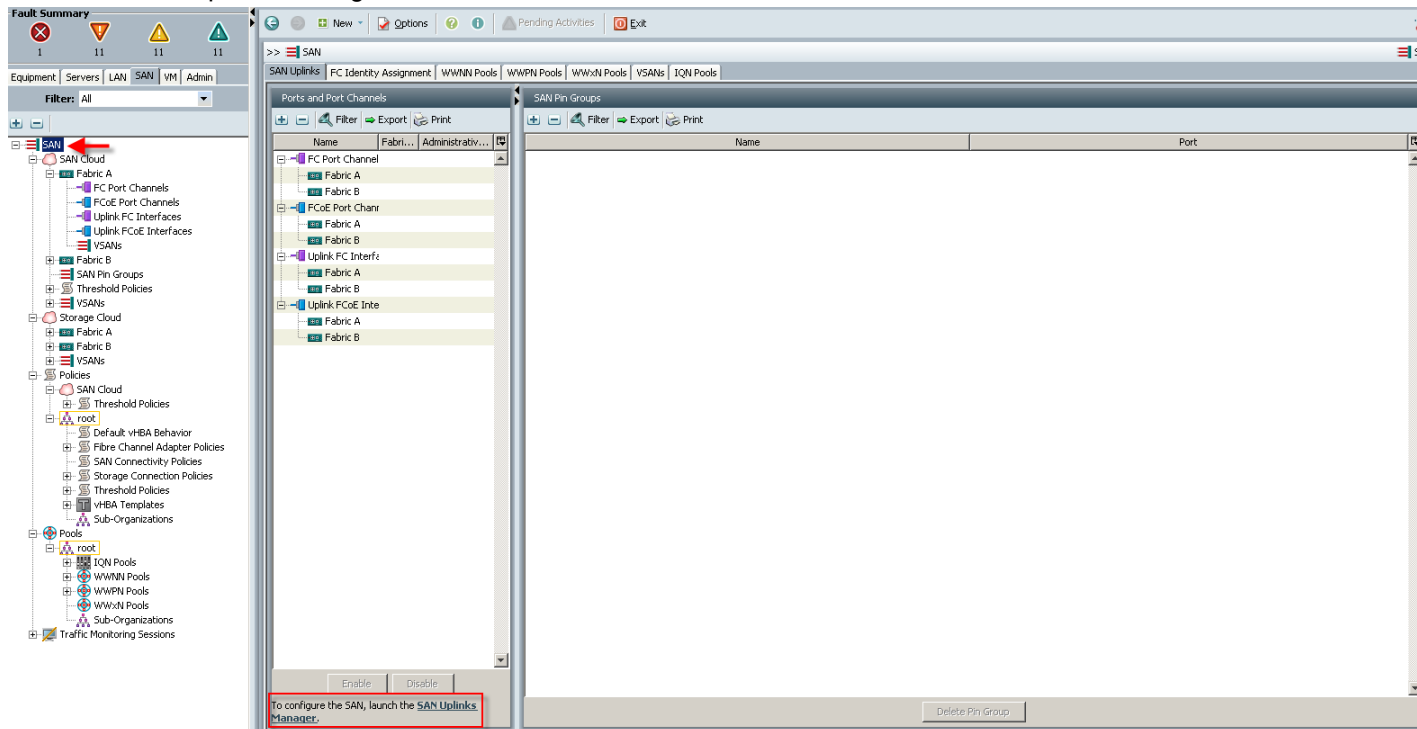 Fault Summary
1 11 11 11
Equipment Servers LAN SAN VM Admin
Filter: All
SAN
SAN Cloud
Fabric A
FC Port Channels
FCoE Port Channels
Uplink FC Interfaces
Uplink FCoE Interfaces
VSANs
Fabric B
SAN Pin Groups
Threshold Policies
VSANs
Storage Cloud
Fabric A
Fabric B
VSANs
Policies
SAN Cloud
Threshold Policies
root
Default vHBA Behavior
Fibre Channel Adapter Policies
SAN Connectivity Policies
Storage Connection Policies
Threshold Policies
vHBA Templates
Sub-Organizations
Pools
root
IQN Pools
WWNN Pools
WWPN Pools
WWxN Pools
Sub-Organizations
Traffic Monitoring Sessions
New Options Pending Activities Exit
>> SAN
SAN Uplinks FC Identity Assignment WWNN Pools WWPN Pools WWxN Pools VSANs IQN Pools
Ports and Port Channels
Filter Export Print
Name Fabri... Administrativ...
FC Port Channel
Fabric A
Fabric B
FCoE Port Chanr
Fabric A
Fabric B
Uplink FC Interfa
Fabric A
Fabric B
Uplink FCoE Inte
Fabric A
Fabric B
Enable Disable
To configure the SAN, launch the SAN Uplinks
Manager.
SAN Pin Groups
Filter Export Print
Name Port
Delete Pin Group